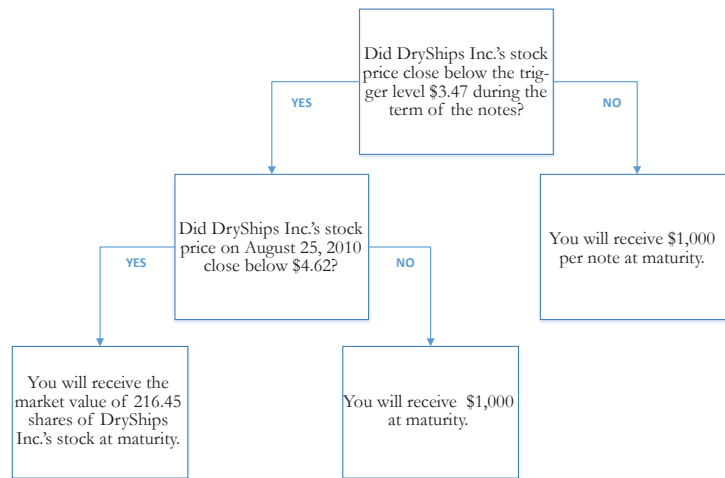 Did DryShips Inc.'s stock
price close below the trig-
ger level $3.47 during the
term of the notes?
YES
NO
Did DryShips Inc.'s stock
price on August 25, 2010
close below $4.62?
You will receive $1,000
per note at maturity.
YES
NO
You will receive the
market value of 216.45
shares of DryShips
Inc.'s stock at maturity.
You will receive $1,000
at maturity.